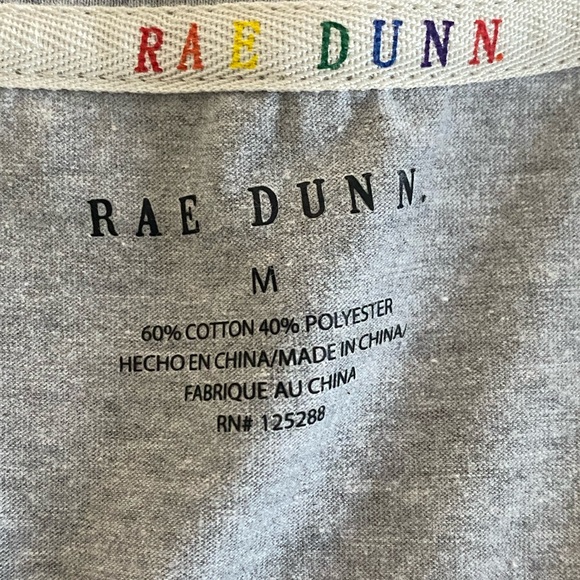 RAE DUNN.
RAE DUNN.
M
60% COTTON 40% POLYESTER
HECHO EN CHINA/MADE IN CHINA/
FABRIQUE AU CHINA
RN# 125288